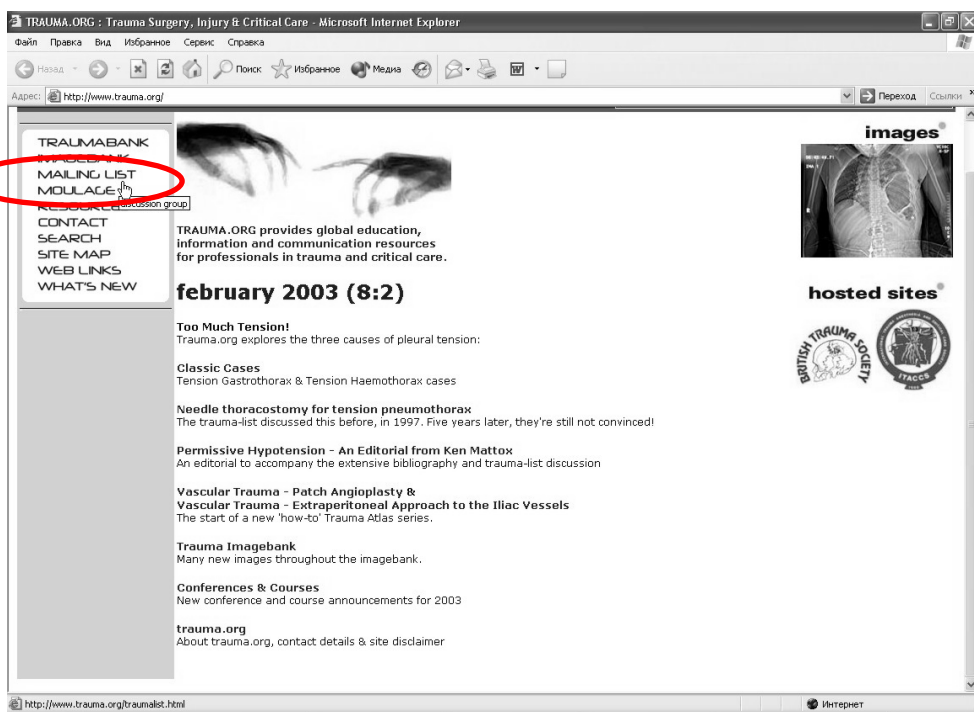 TRAUMA.ORG : Trauma Surgery, Injury & Critical Care - Microsoft Internet Explorer
Файл Правка Вид Избранное Сервис Справка
Назад Поиск Избранное Медиа
Адрес: http://www.trauma.org/ Переход Ссылки »
TRAUMABANK
IMAGEBANK
MAILING LIST
MOULAGE
RESOURCE
discussion group
CONTACT
SEARCH
SITE MAP
WEB LINKS
WHAT'S NEW
TRAUMA.ORG provides global education,
information and communication resources
for professionals in trauma and critical care.
february 2003 (8:2)
Too Much Tension!
Trauma.org explores the three causes of pleural tension:
Classic Cases
Tension Gastrothorax & Tension Haemothorax cases
Needle thoracostomy for tension pneumothorax
The trauma-list discussed this before, in 1997. Five years later, they're still not convinced!
Permissive Hypotension - An Editorial from Ken Mattox
An editorial to accompany the extensive bibliography and trauma-list discussion
Vascular Trauma - Patch Angioplasty &
Vascular Trauma - Extraperitoneal Approach to the Iliac Vessels
The start of a new 'how-to' Trauma Atlas series.
Trauma Imagebank
Many new images throughout the imagebank.
Conferences & Courses
New conference and course announcements for 2003
trauma.org
About trauma.org, contact details & site disclaimer
images
hosted sites
BRITISH TRAUMA SOCIETY
ITACCS
http://www.trauma.org/traumalist.html Интернет